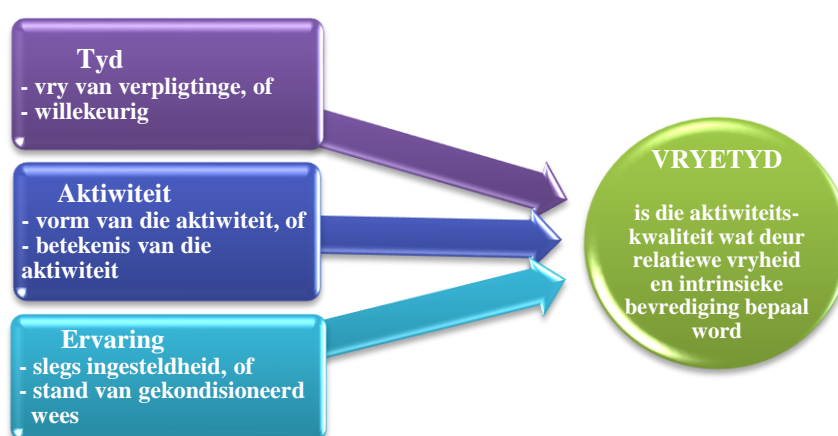 Tyd
- vry van verpligtinge, of
- willekeurig
Aktiwiteit
- vorm van die aktiwiteit, of
- betekenis van die
aktiwiteit
Ervaring
- slegs ingesteldheid, of
- stand van gekondisioneerd
wees
VRYETYD
is die aktiwiteits-
kwaliteit wat deur
relatiewe vryheid
en intrinsieke
bevrediging bepaal
word